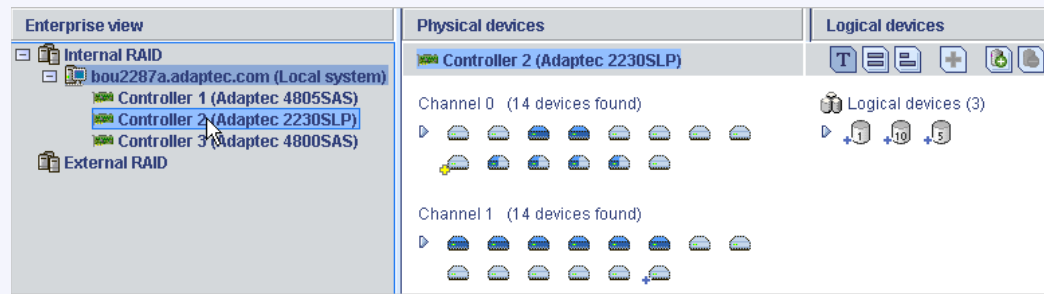 Enterprise view
Internal RAID
bou2287a.adaptec.com (Local system)
Controller 1 (Adaptec 4805SAS)
Controller 2 (Adaptec 2230SLP)
Controller 3 (Adaptec 4800SAS)
External RAID
Physical devices
Controller 2 (Adaptec 2230SLP)
Channel 0 (14 devices found)
Channel 1 (14 devices found)
Logical devices
T
Logical devices (3)
1 10 5